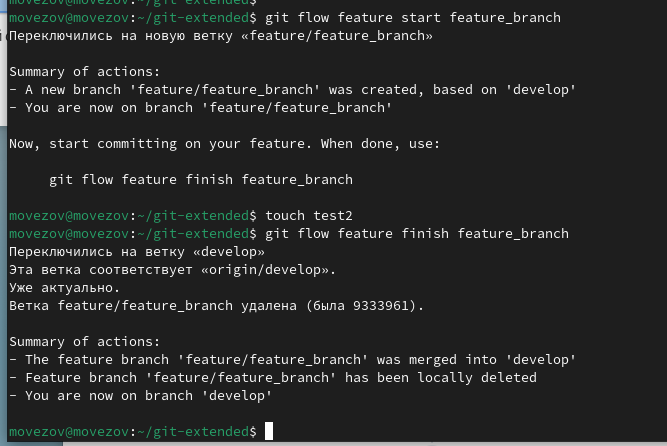 movezov@movezov:~/git-extended$
movezov@movezov:~/git-extended$ git flow feature start feature_branch
Переключились на новую ветку «feature/feature_branch»
Summary of actions:
- A new branch 'feature/feature_branch' was created, based on 'develop'
- You are now on branch 'feature/feature_branch'
Now, start committing on your feature. When done, use:
git flow feature finish feature_branch
movezov@movezov:~/git-extended$ touch test2
movezov@movezov:~/git-extended$ git flow feature finish feature_branch
Переключились на ветку «develop»
Эта ветка соответствует «origin/develop».
Уже актуально.
Ветка feature/feature_branch удалена (была 9333961).
Summary of actions:
- The feature branch 'feature/feature_branch' was merged into 'develop'
- Feature branch 'feature/feature_branch' has been locally deleted
- You are now on branch 'develop'
movezov@movezov:~/git-extended$